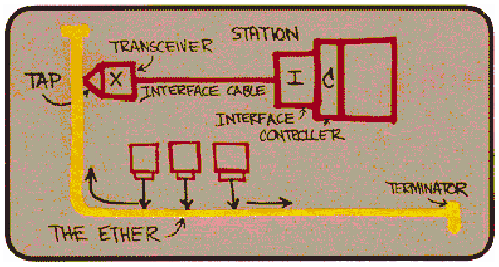 STATION
TRANSCEIVER
TAP
X
I
C
INTERFACE CABLE
INTERFACE
CONTROLLER
TERMINATOR
THE ETHER